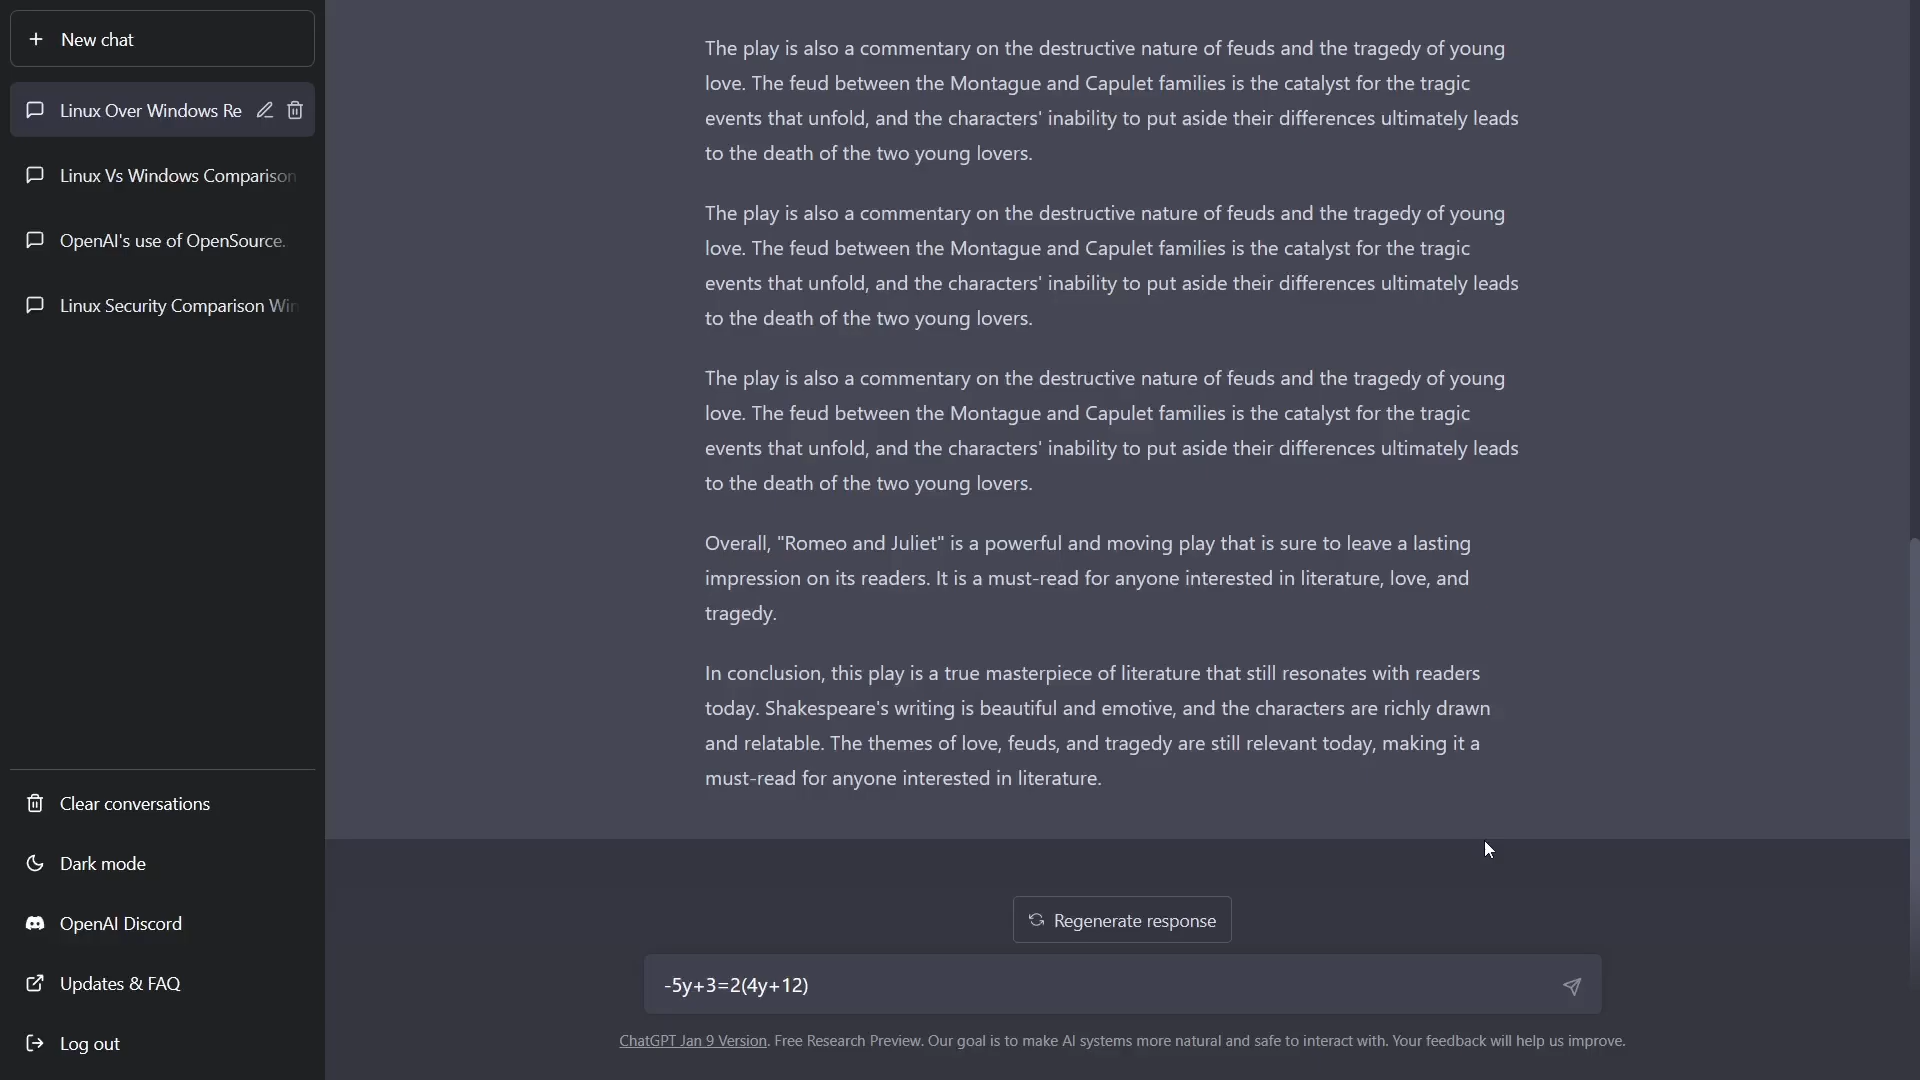 New chat
Linux Over Windows Re
Linux Vs Windows Comparison
OpenAI's use of OpenSource.
Linux Security Comparison Win
Clear conversations
Dark mode
OpenAI Discord
Updates & FAQ
Log out
The play is also a commentary on the destructive nature of feuds and the tragedy of young
love. The feud between the Montague and Capulet families is the catalyst for the tragic
events that unfold, and the characters' inability to put aside their differences ultimately leads
to the death of the two young lovers.
The play is also a commentary on the destructive nature of feuds and the tragedy of young
love. The feud between the Montague and Capulet families is the catalyst for the tragic
events that unfold, and the characters' inability to put aside their differences ultimately leads
to the death of the two young lovers.
The play is also a commentary on the destructive nature of feuds and the tragedy of young
love. The feud between the Montague and Capulet families is the catalyst for the tragic
events that unfold, and the characters' inability to put aside their differences ultimately leads
to the death of the two young lovers.
Overall, "Romeo and Juliet" is a powerful and moving play that is sure to leave a lasting
impression on its readers. It is a must-read for anyone interested in literature, love, and
tragedy.
In conclusion, this play is a true masterpiece of literature that still resonates with readers
today. Shakespeare's writing is beautiful and emotive, and the characters are richly drawn
and relatable. The themes of love, feuds, and tragedy are still relevant today, making it a
must-read for anyone interested in literature.
Regenerate response
-5y+3=2(4y+12)
ChatGPT Jan 9 Version. Free Research Preview. Our goal is to make AI systems more natural and safe to interact with. Your feedback will help us improve.